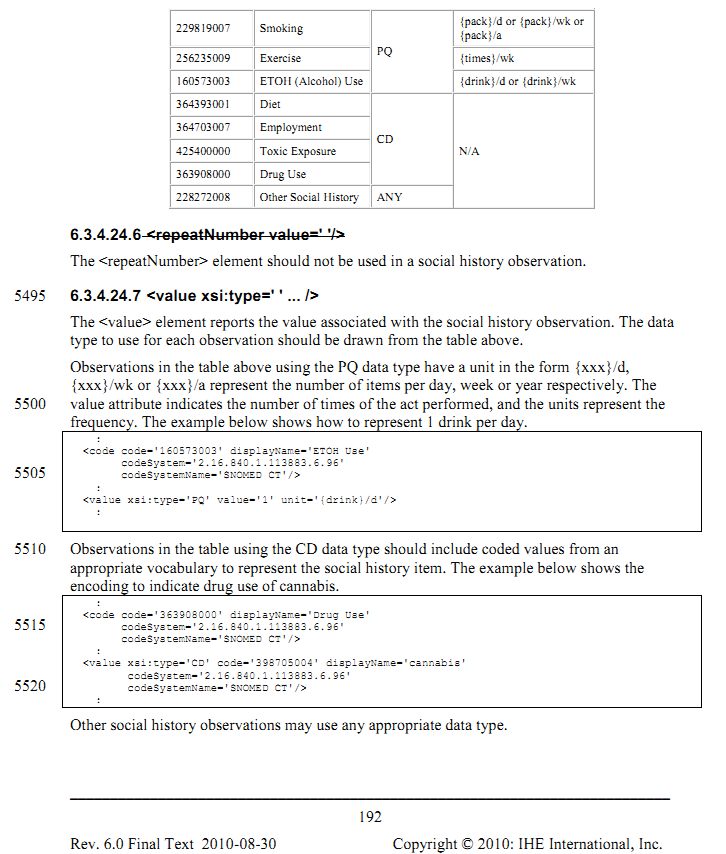 229819007 Smoking PQ {pack}/d or {pack}/wk or
{pack}/a
256235009 Exercise {times}/wk
160573003 ETOH (Alcohol) Use {drink}/d or {drink}/wk
364393001 Diet CD N/A
364703007 Employment
425400000 Toxic Exposure
363908000 Drug Use
228272008 Other Social History ANY
6.3.4.24.6 <repeatNumber value=' '/>
The <repeatNumber> element should not be used in a social history observation.
5495 6.3.4.24.7 <value xsi:type=' ' ... />
The <value> element reports the value associated with the social history observation. The data
type to use for each observation should be drawn from the table above.
Observations in the table above using the PQ data type have a unit in the form {xxx}/d,
{xxx}/wk or {xxx}/a represent the number of items per day, week or year respectively. The
5500 value attribute indicates the number of times of the act performed, and the units represent the
frequency. The example below shows how to represent 1 drink per day.
:
<code code='160573003' displayName='ETOH Use'
codeSystem='2.16.840.1.113883.6.96'
5505 codeSystemName='SNOMED CT'/>
:
<value xsi:type='PQ' value='1' unit='{drink}/d'/>
:
5510 Observations in the table using the CD data type should include coded values from an
appropriate vocabulary to represent the social history item. The example below shows the
encoding to indicate drug use of cannabis.
:
<code code='363908000' displayName='Drug Use'
5515 codeSystem='2.16.840.1.113883.6.96'
codeSystemName='SNOMED CT'/>
:
<value xsi:type='CD' code='398705004' displayName='cannabis'
codeSystem='2.16.840.1.113883.6.96'
5520 codeSystemName='SNOMED CT'/>
:
Other social history observations may use any appropriate data type.
192
Rev. 6.0 Final Text 2010-08-30 Copyright © 2010: IHE International, Inc.